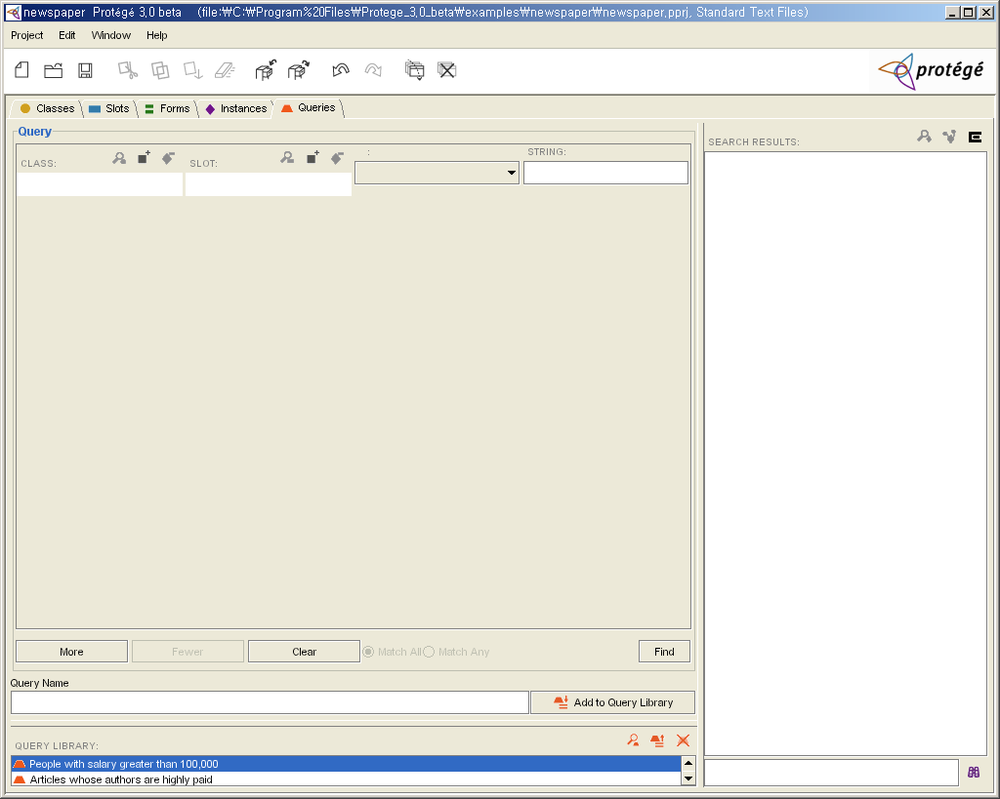 newspaper  Protégé 3,0 beta    (file:₩C:₩Program%20Files₩Protege_3,0_beta₩examples₩newspaper₩newspaper,pprj, Standard Text Files)
Project Edit Window Help
protégé
Classes Slots Forms Instances Queries
Query
CLASS: SLOT: : STRING:
SEARCH RESULTS:
More Fewer Clear Match All Match Any Find
Query Name
Add to Query Library
QUERY LIBRARY:
People with salary greater than 100,000
Articles whose authors are highly paid